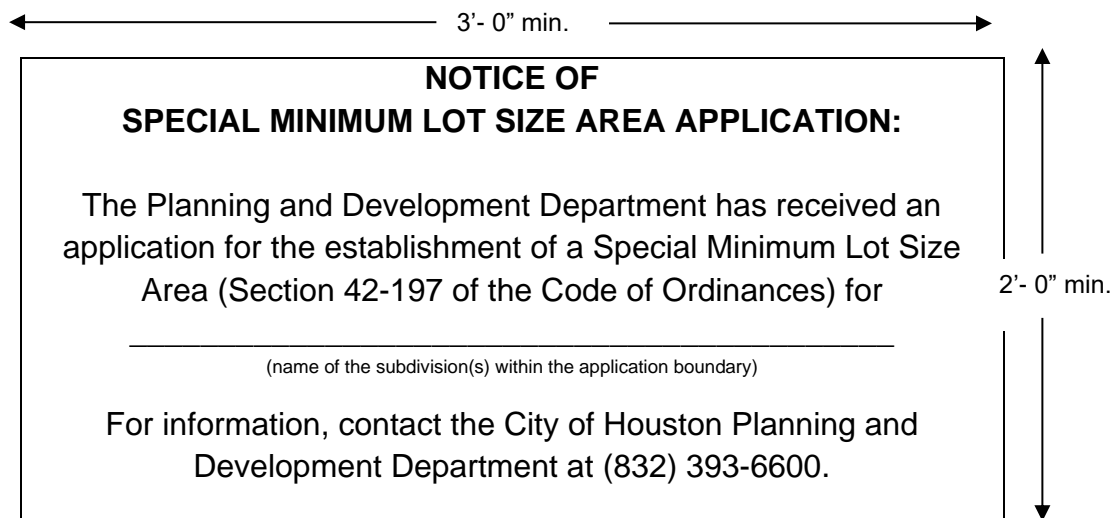 3’- 0” min.
NOTICE OF
SPECIAL MINIMUM LOT SIZE AREA APPLICATION:
The Planning and Development Department has received an
application for the establishment of a Special Minimum Lot Size
Area (Section 42-197 of the Code of Ordinances) for
2’- 0” min.
___________________________________________
(name of the subdivision(s) within the application boundary)
For information, contact the City of Houston Planning and
Development Department at (832) 393-6600.